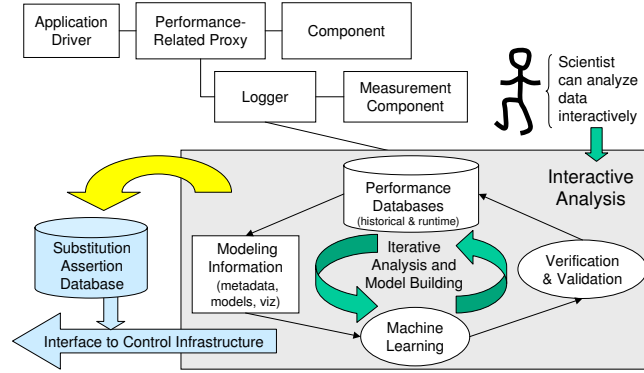 Application
Driver
Performance-
Related Proxy
Component
Logger
Measurement
Component
Scientist
can analyze
data
interactively
Interactive
Analysis
Performance
Databases
(historical & runtime)
Substitution
Assertion
Database
Modeling
Information
(metadata,
models, viz)
Iterative
Analysis and
Model Building
Verification
& Validation
Machine
Learning
Interface to Control Infrastructure